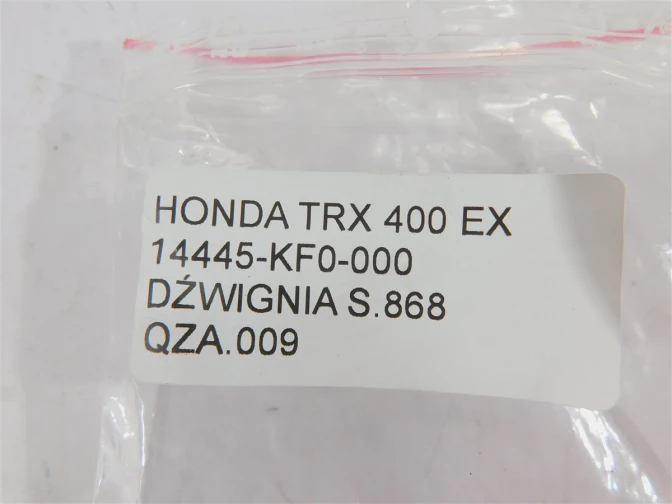 HONDA TRX 400 EX
14445-KF0-000
DŹWIGNIA S.868
QZA.009